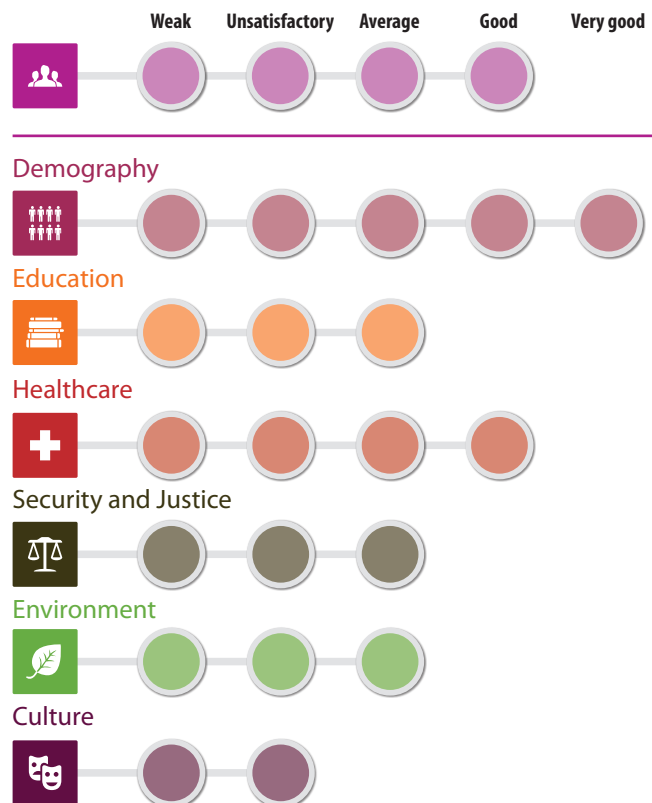 Weak Unsatisfactory Average Good Very good
Demography
Education
Healthcare
Security and Justice
Environment
Culture